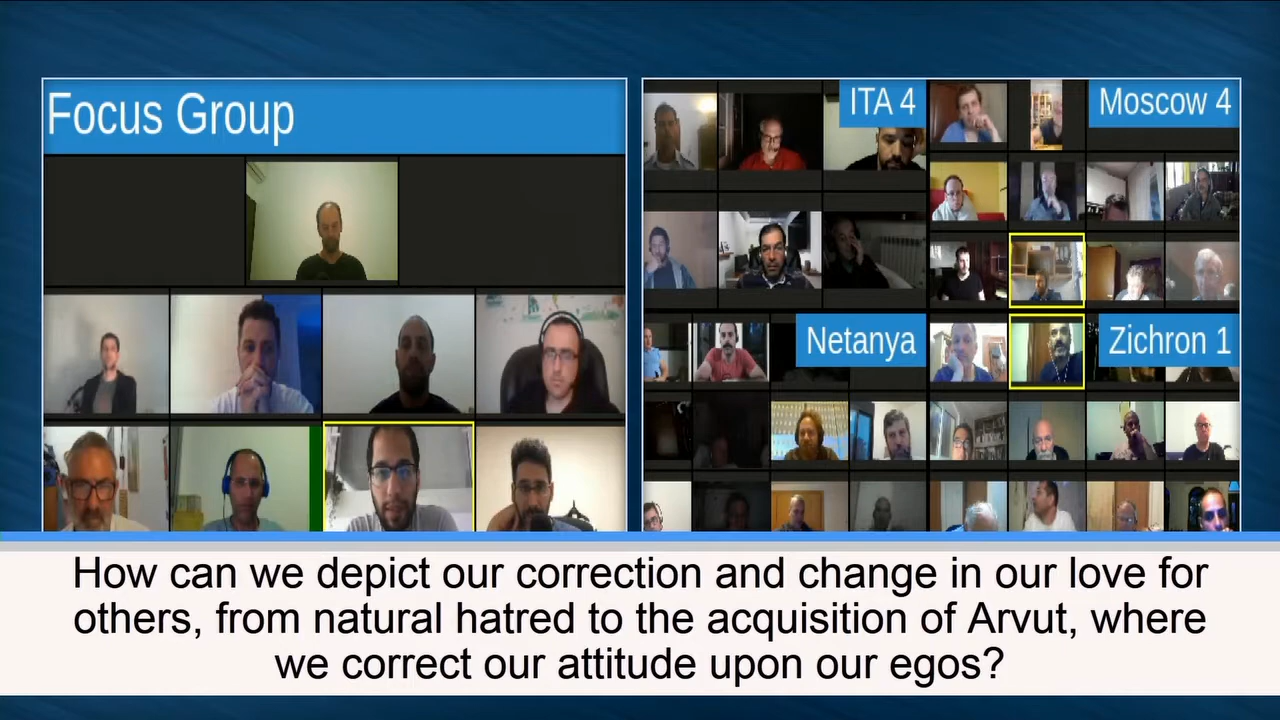 Focus Group
ITA 4
Moscow 4
Netanya
Zichron 1
How can we depict our correction and change in our love for
others, from natural hatred to the acquisition of Arvut, where
we correct our attitude upon our egos?